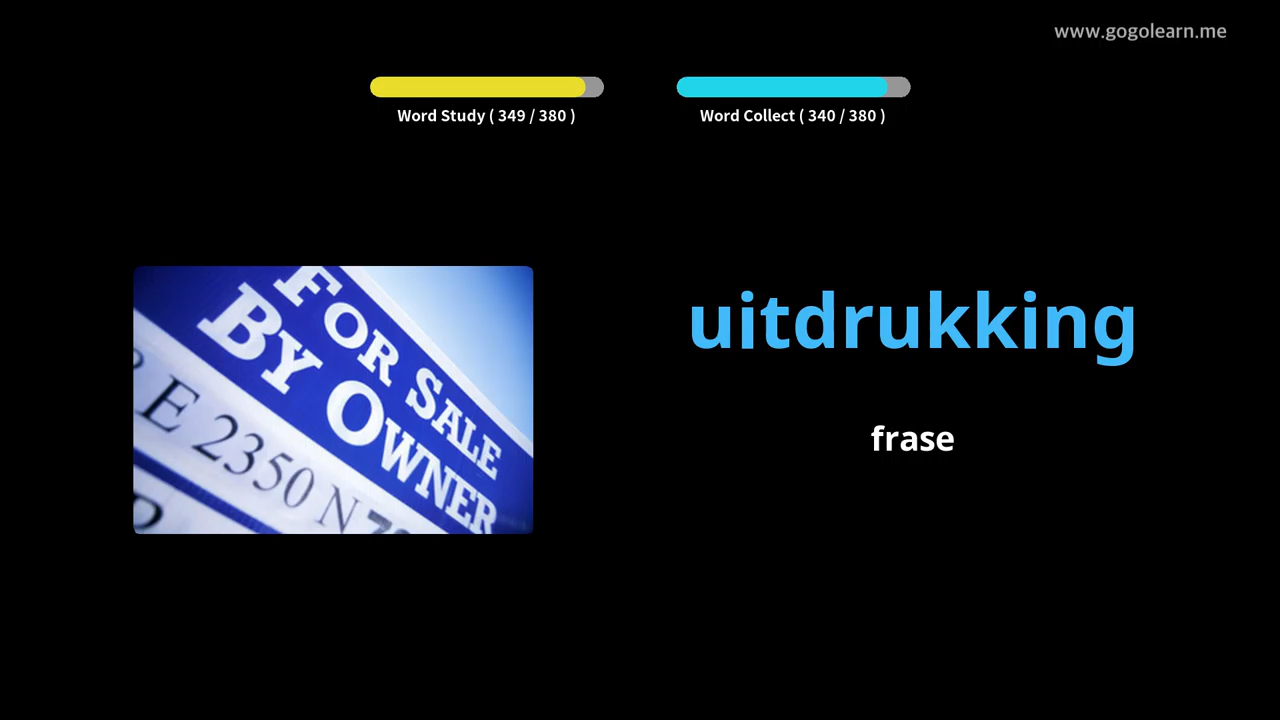 www.gogolearn.me
Word Study ( 349 / 380 )
Word Collect ( 340 / 380 )
FOR SALE
BY OWNER
E 2350 N
uitdrukking
frase